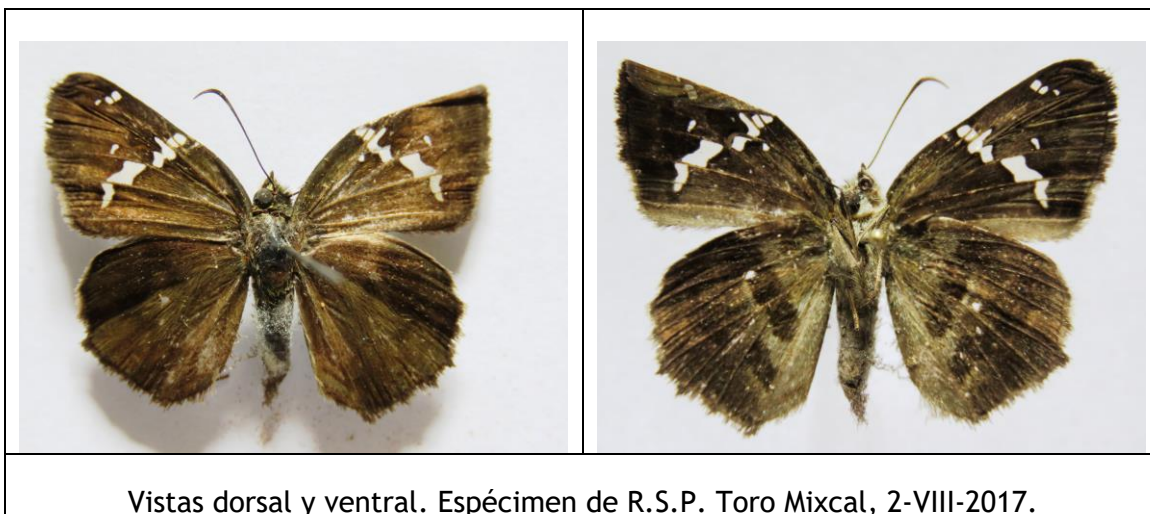 Vistas dorsal y ventral. Espécimen de R.S.P. Toro Mixcal, 2-VIII-2017.